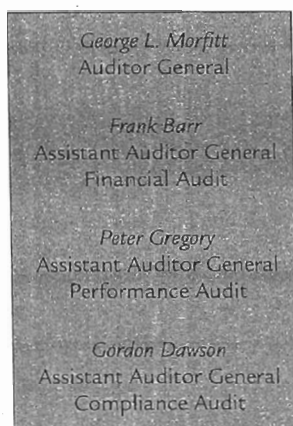 George L. Morfitt
Auditor General
Frank Barr
Assistant Auditor General
Financial Audit
Peter Gregory
Assistant Auditor General
Performance Audit
Gordon Dawson
Assistant Auditor General
Compliance Audit